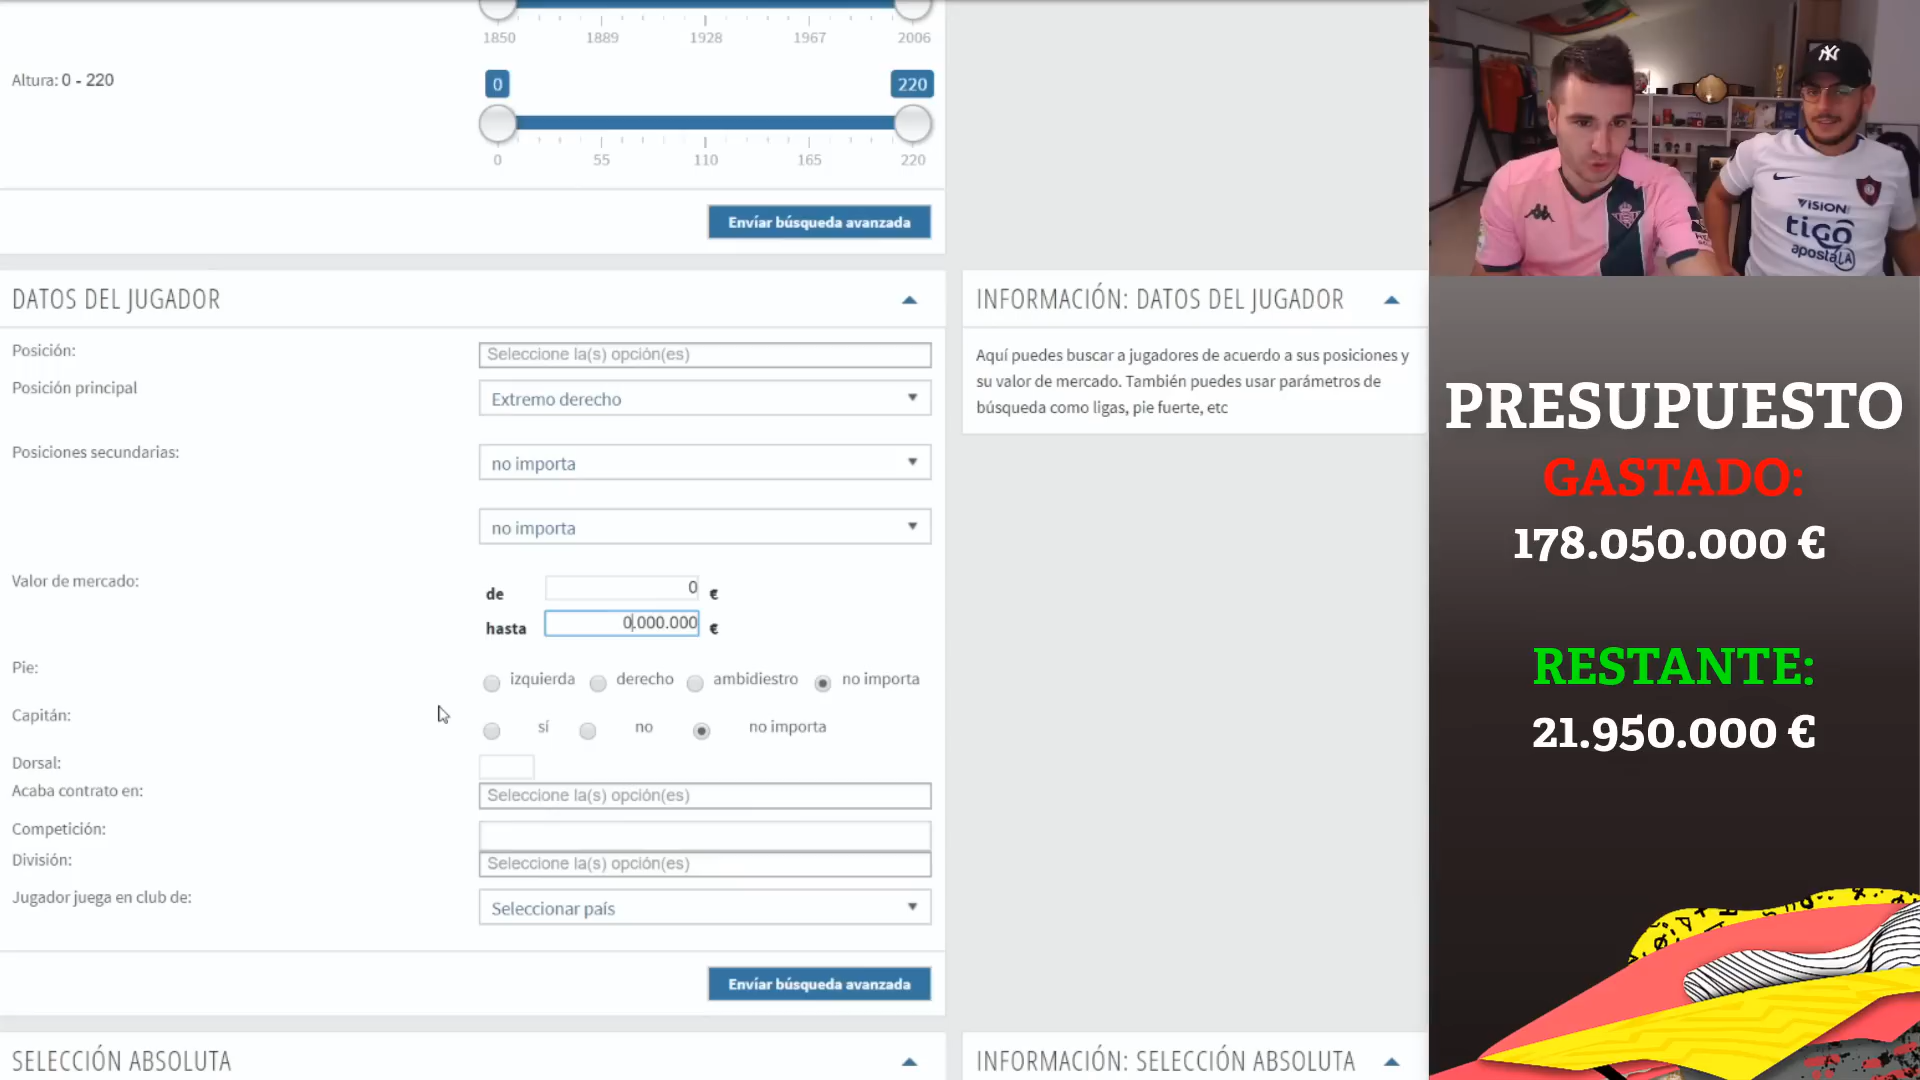 1850 1889 1928 1967 2006
Altura: 0 - 220
0 220
0 55 110 165 220
Envíar búsqueda avanzada
DATOS DEL JUGADOR
Posición: Seleccione la(s) opción(es)
Posición principal Extremo derecho
Posiciones secundarias: no importa
no importa
Valor de mercado: de 0 €
hasta 0.000.000 €
Pie: izquierda derecho ambidiestro no importa
Capitán: sí no no importa
Dorsal:
Acaba contrato en: Seleccione la(s) opción(es)
Competición:
División: Seleccione la(s) opción(es)
Jugador juega en club de: Seleccionar país
Envíar búsqueda avanzada
SELECCIÓN ABSOLUTA
INFORMACIÓN: DATOS DEL JUGADOR
Aquí puedes buscar a jugadores de acuerdo a sus posiciones y
su valor de mercado. También puedes usar parámetros de
búsqueda como ligas, pie fuerte, etc
INFORMACIÓN: SELECCIÓN ABSOLUTA
VISION
tiGO
apostaLA
PRESUPUESTO
GASTADO:
178.050.000 €
RESTANTE:
21.950.000 €